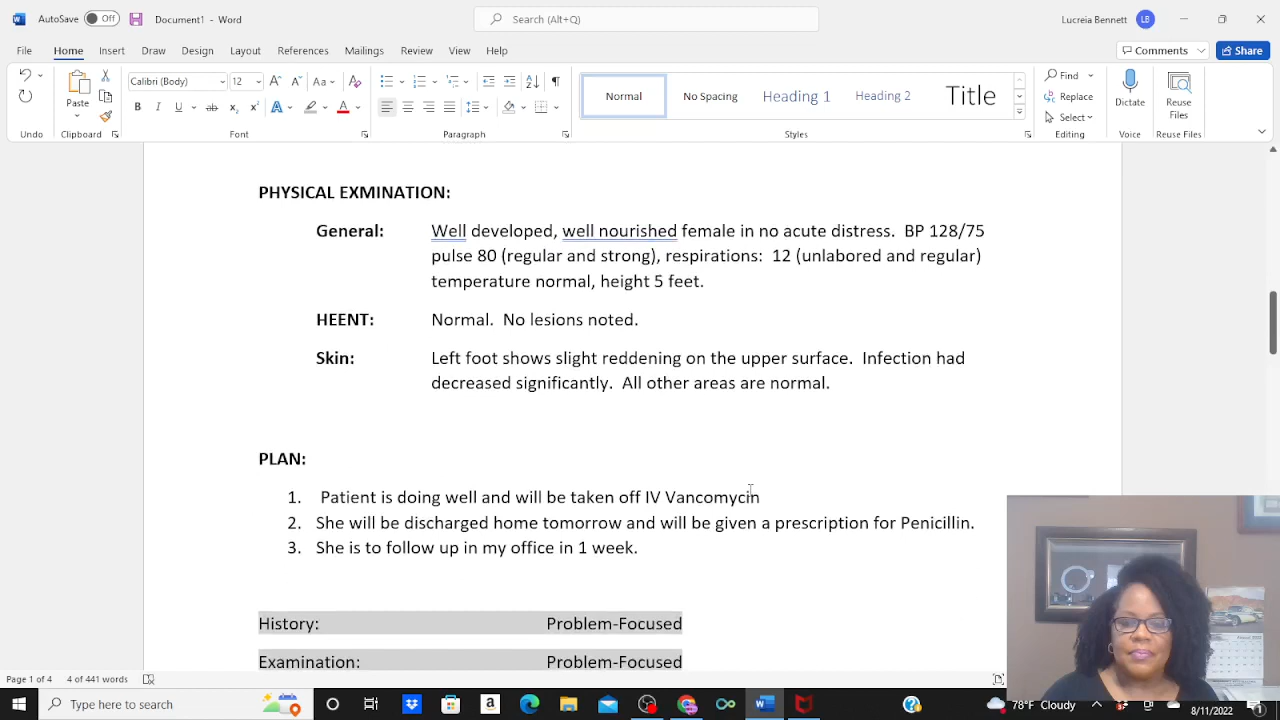 AutoSave Off Document1 - Word Search (Alt+Q) Lucreia Bennett LB
File Home Insert Draw Design Layout References Mailings Review View Help Comments Share
Paste Calibri (Body) 12 Aa Normal No Spacing Heading 1 Heading 2 Title Find Replace Select Dictate Reuse Files
Undo Clipboard Font Paragraph Styles Editing Voice Reuse Files
PHYSICAL EXMINATION:
General: Well developed, well nourished female in no acute distress. BP 128/75
pulse 80 (regular and strong), respirations: 12 (unlabored and regular)
temperature normal, height 5 feet.
HEENT: Normal. No lesions noted.
Skin: Left foot shows slight reddening on the upper surface. Infection had
decreased significantly. All other areas are normal.
PLAN:
1. Patient is doing well and will be taken off IV Vancomycin
2. She will be discharged home tomorrow and will be given a prescription for Penicillin.
3. She is to follow up in my office in 1 week.
History: Problem-Focused
Examination: Problem-Focused
Page 1 of 4 4 of 441 words
Type here to search 78°F Cloudy 8/11/2022